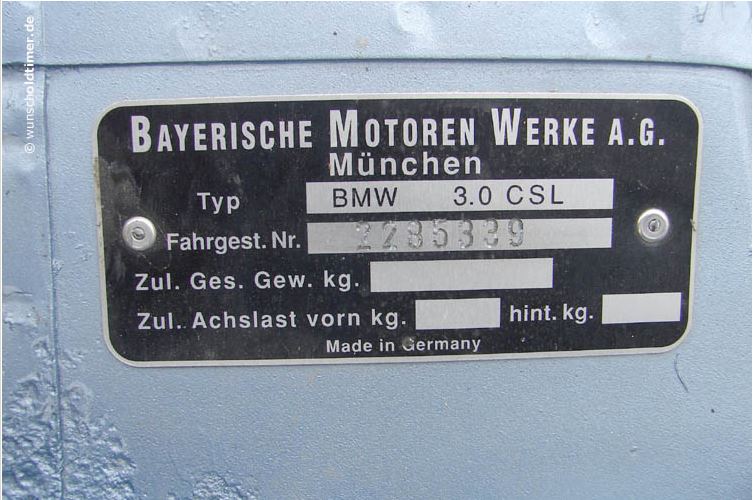 © wunscholdtimer.de
BAYERISCHE MOTOREN WERKE A.G.
München
Typ BMW 3.0 CSL
Fahrgest. Nr. 2285339
Zul. Ges. Gew. kg.
Zul. Achslast vorn kg. hint. kg.
Made in Germany